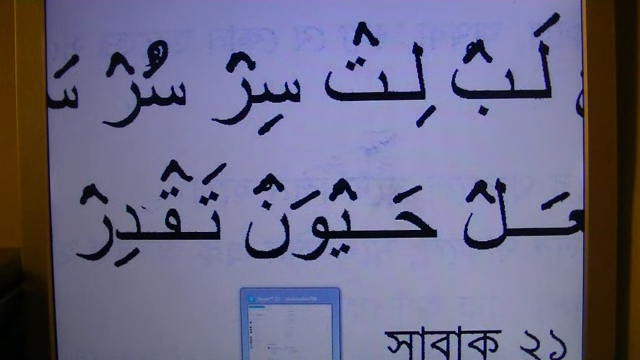 لَبْ لِتْ سِرْ سُرْ
حَيْوَنْ تَقْدِرْ
সাবাক ২১